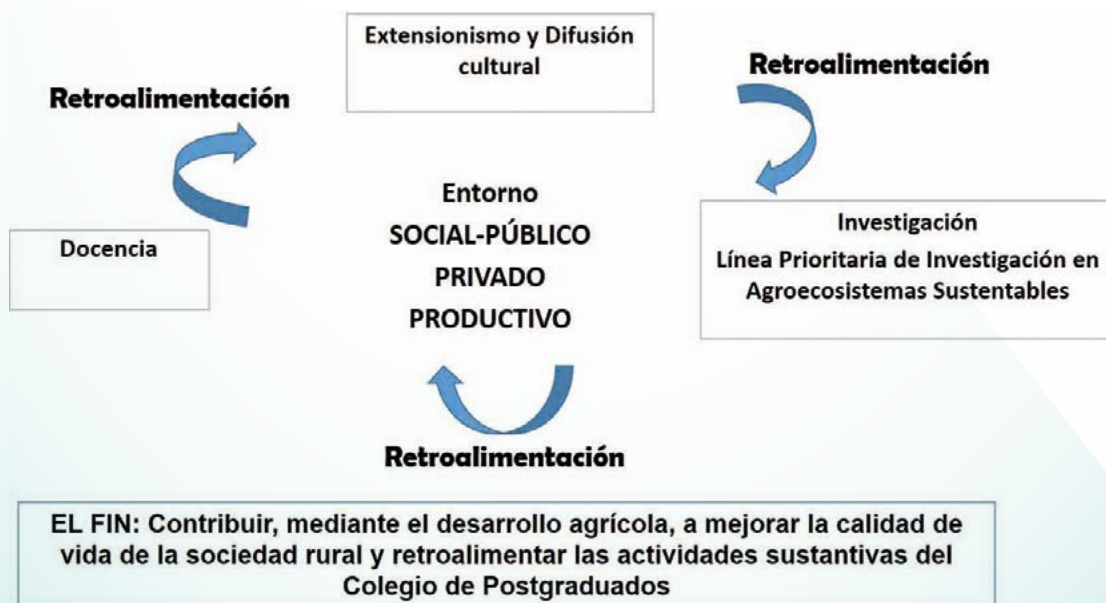 Extensionismo y Difusión
cultural
Retroalimentación
Retroalimentación
Docencia
Entorno
SOCIAL-PÚBLICO
PRIVADO
PRODUCTIVO
Investigación
Línea Prioritaria de Investigación en
Agroecosistemas Sustentables
Retroalimentación
EL FIN: Contribuir, mediante el desarrollo agrícola, a mejorar la calidad de
vida de la sociedad rural y retroalimentar las actividades sustantivas del
Colegio de Postgraduados